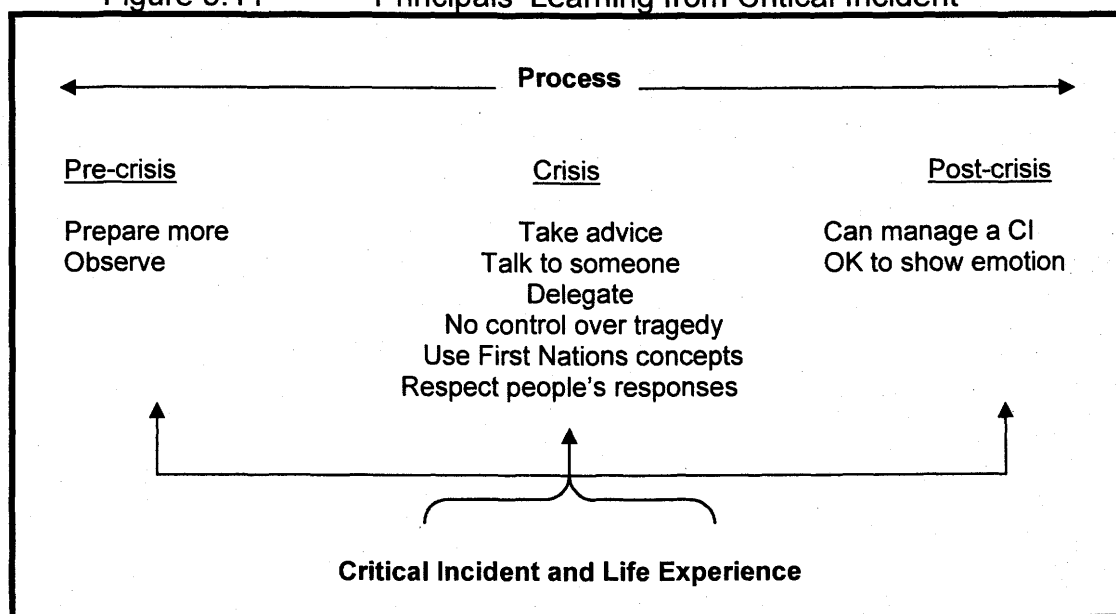 Principals' Learning from Critical Incident
Process
Pre-crisis Crisis Post-crisis
Prepare more Take advice Can manage a CI
Observe Talk to someone OK to show emotion
Delegate
No control over tragedy
Use First Nations concepts
Respect people's responses
Critical Incident and Life Experience